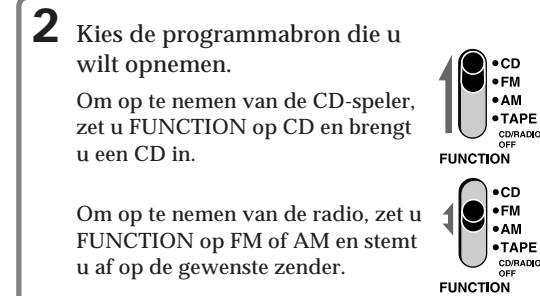 2 Kies de programmabron die u
wilt opnemen.
Om op te nemen van de CD-speler,
zet u FUNCTION op CD en brengt
u een CD in.
•CD
•FM
•AM
•TAPE
CD/RADIO
OFF
FUNCTION
Om op te nemen van de radio, zet u
FUNCTION op FM of AM en stemt
u af op de gewenste zender.
•CD
•FM
•AM
•TAPE
CD/RADIO
OFF
FUNCTION